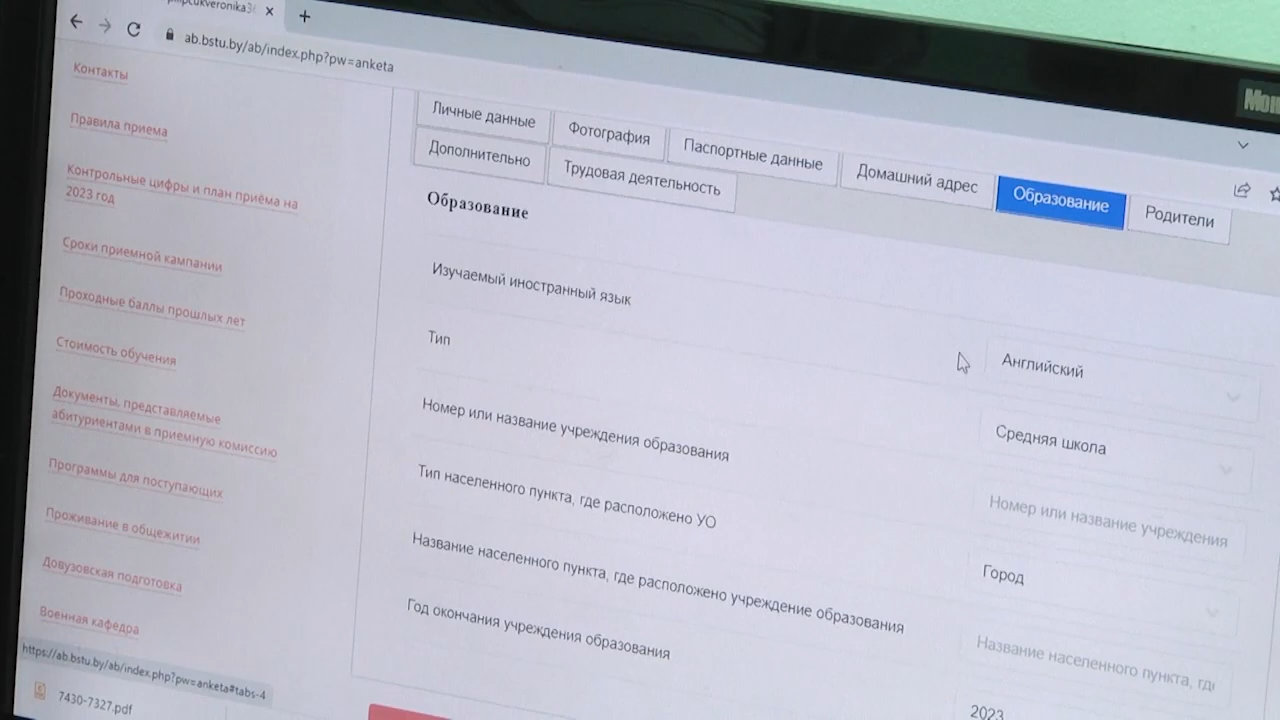 ab.bstu.by/ab/index.php?pw=anketa
Контакты
Правила приема
Контрольные цифры и план приёма на
2023 год
Сроки приемной кампании
Проходные баллы прошлых лет
Стоимость обучения
Документы, представляемые
абитуриентами в приемную комиссию
Программы для поступающих
Проживание в общежитии
Довузовская подготовка
Военная кафедра
https://ab.bstu.by/ab/index.php?pw=anketa#tabs-4
7430-7327.pdf
Личные данные
Фотография
Паспортные данные
Домашний адрес
Образование
Родители
Дополнительно
Трудовая деятельность
Образование
Изучаемый иностранный язык
Английский
Тип
Средняя школа
Номер или название учреждения образования
Номер или название учреждения
Тип населенного пункта, где расположено УО
Город
Название населенного пункта, где расположено учреждение образования
Название населенного пункта, где
Год окончания учреждения образования
2023